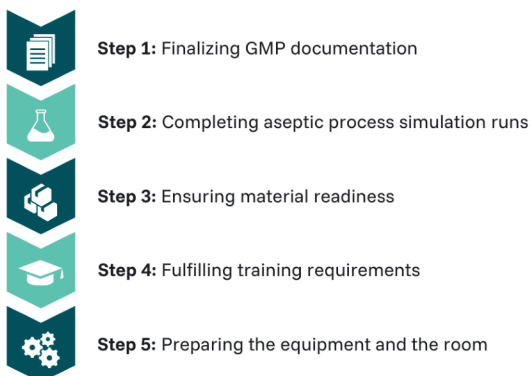 Step 1: Finalizing GMP documentation
Step 2: Completing aseptic process simulation runs
Step 3: Ensuring material readiness
Step 4: Fulfilling training requirements
Step 5: Preparing the equipment and the room